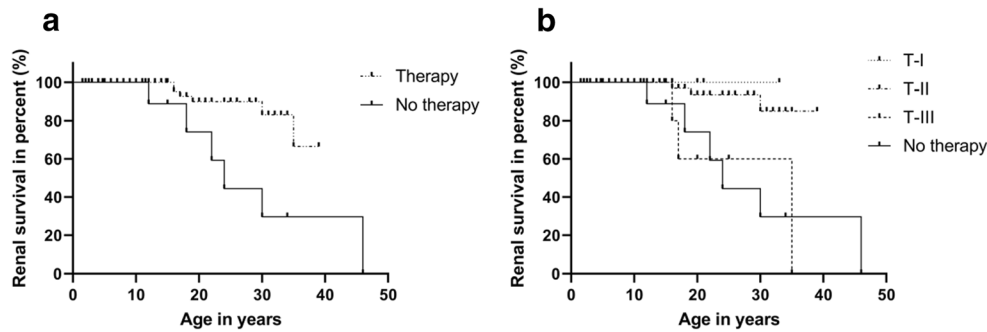 a
Renal survival in percent (%)
100
80
60
40
20
0
0 10 20 30 40 50
Age in years
Therapy
No therapy
b
Renal survival in percent (%)
100
80
60
40
20
0
0 10 20 30 40 50
Age in years
T-I
T-II
T-III
No therapy